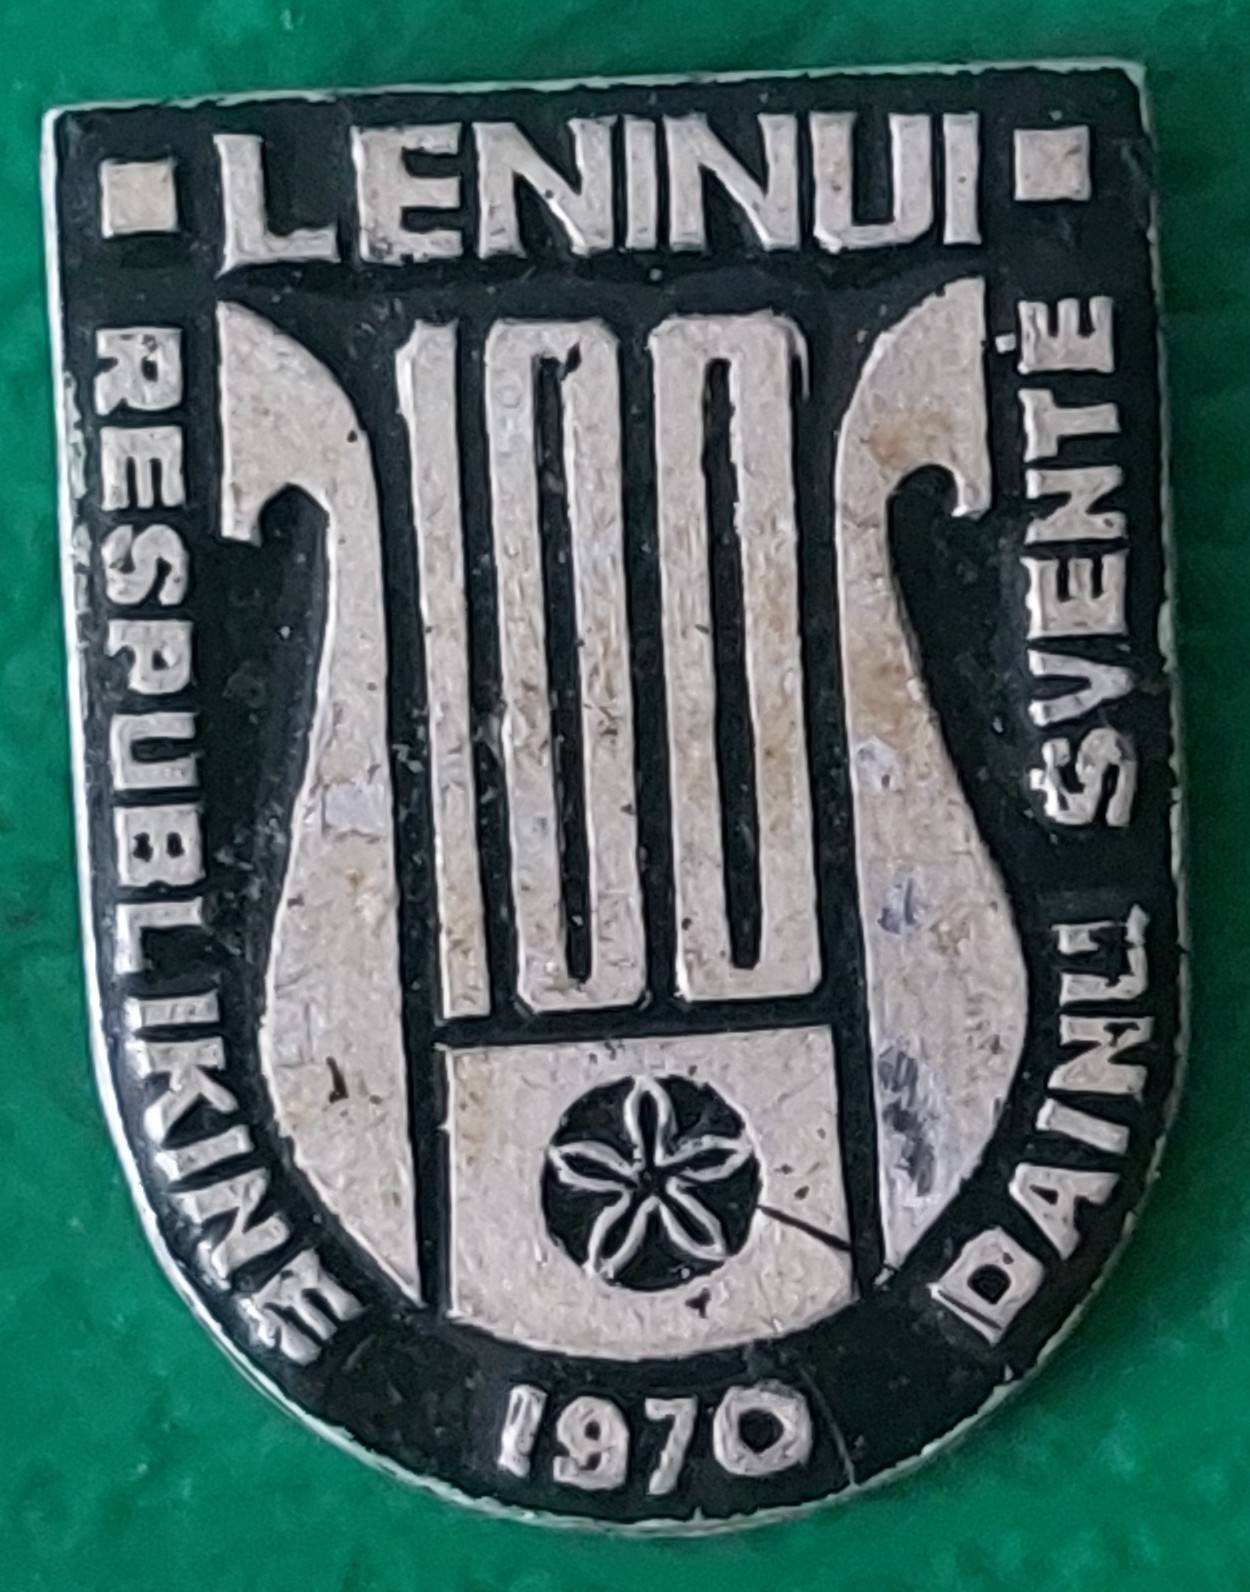 LENINUI
100
RESPUBLIKINĖ
DAINŲ ŠVENTĖ
1970